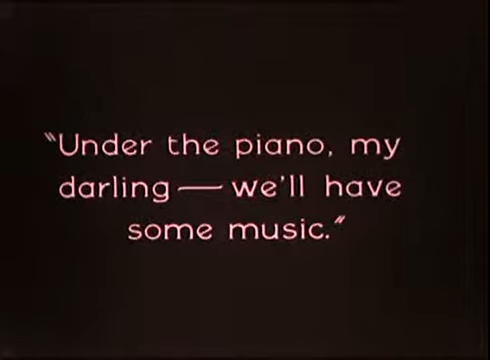 "Under the piano, my
darling — we'll have
some music."